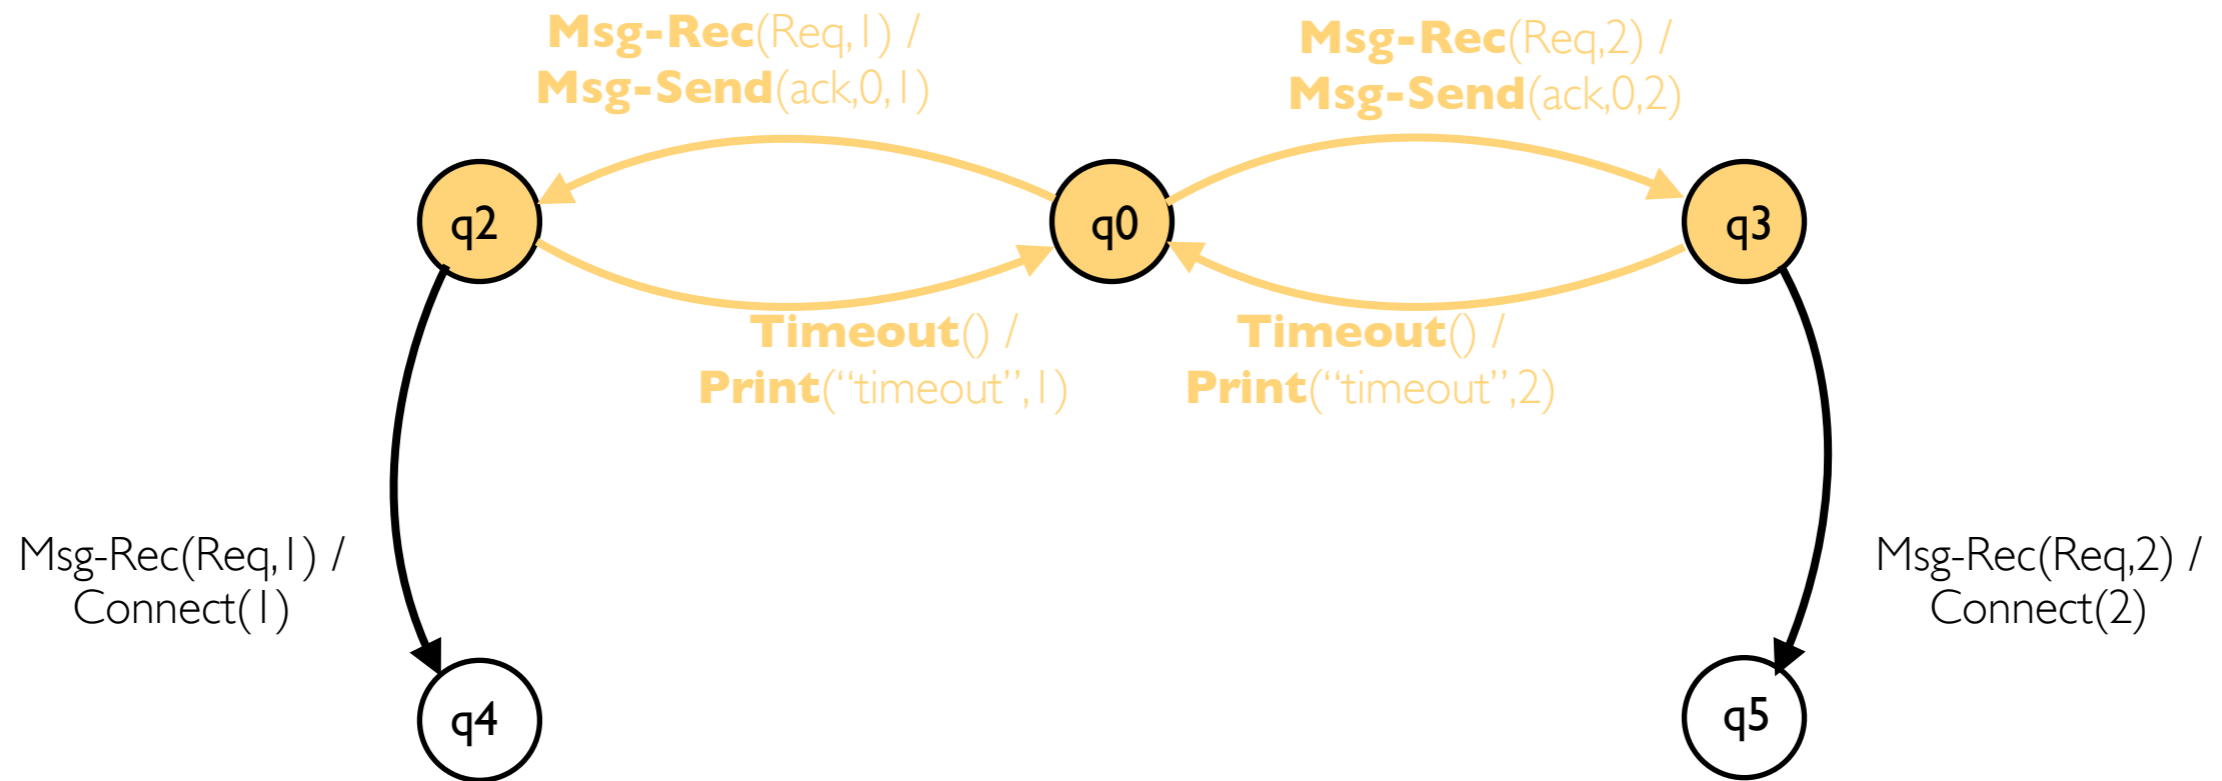 Msg-Rec(Req,1) /
Msg-Send(ack,0,1)
Msg-Rec(Req,2) /
Msg-Send(ack,0,2)
q2
q0
q3
Timeout() /
Print(“timeout”,1)
Timeout() /
Print(“timeout”,2)
Msg-Rec(Req,1) /
Connect(1)
Msg-Rec(Req,2) /
Connect(2)
q4
q5